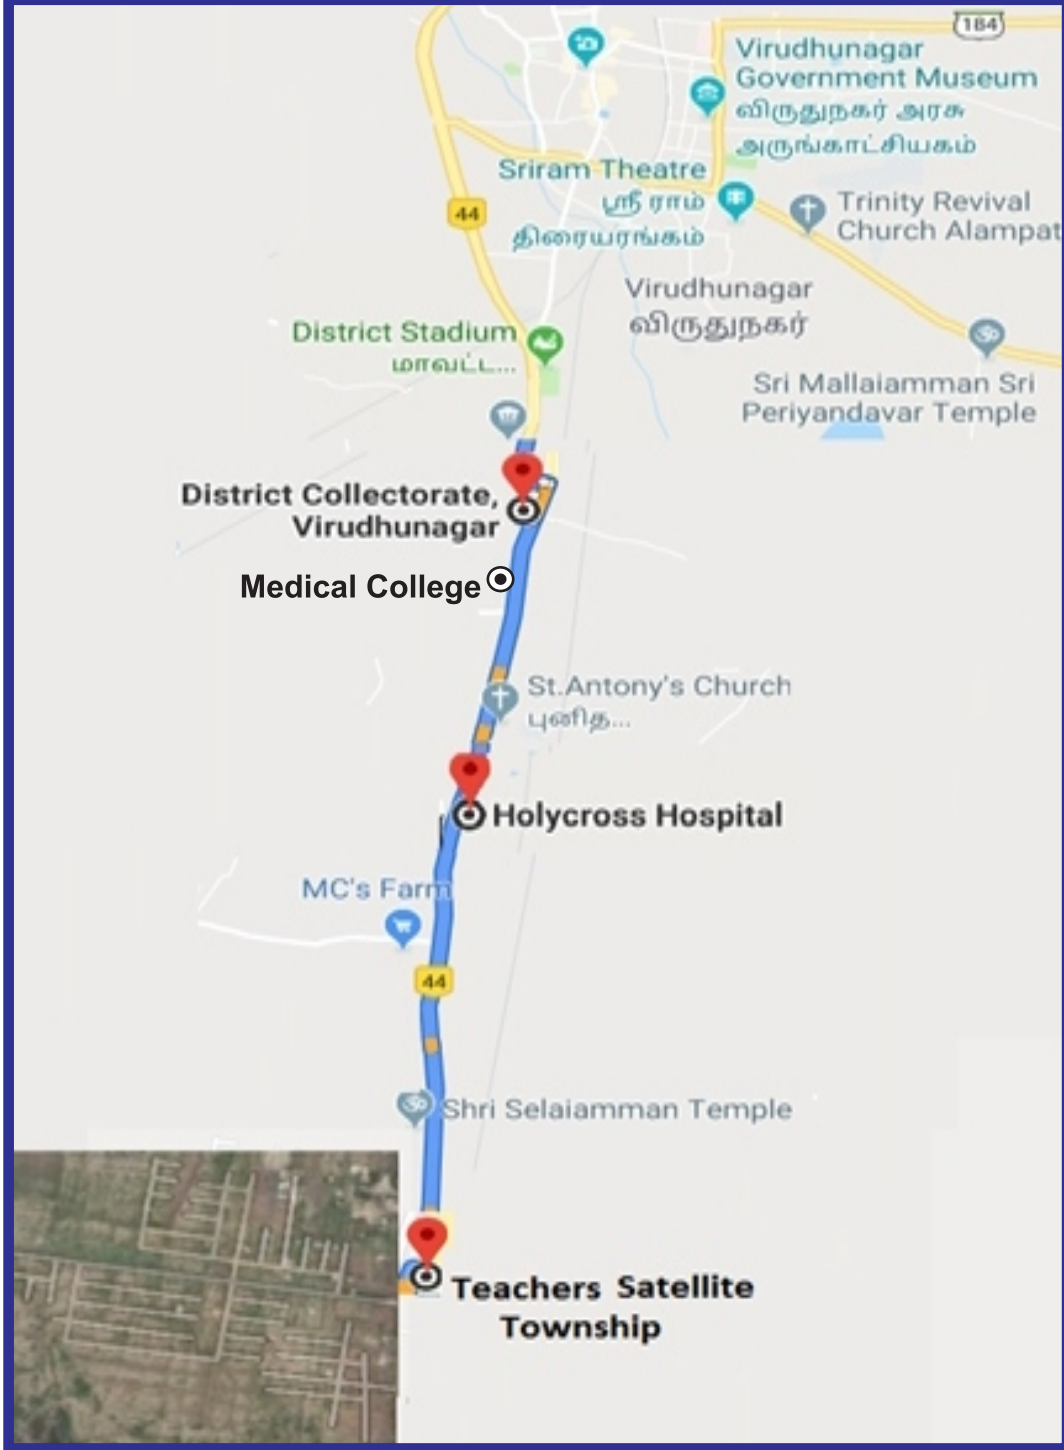 184
Virudhunagar
Government Museum
விருதுநகர் அரசு
அருங்காட்சியகம்
Sriram Theatre
ஸ்ரீ ராம்
திரையரங்கம்
Trinity Revival
Church Alampat
44
Virudhunagar
விருதுநகர்
District Stadium
மாவட்ட...
Sri Mallaiamman Sri
Periyandavar Temple
District Collectorate,
Virudhunagar
Medical College
St.Antony's Church
புனித...
Holycross Hospital
MC's Farm
44
Shri Selaiamman Temple
Teachers Satellite
Township